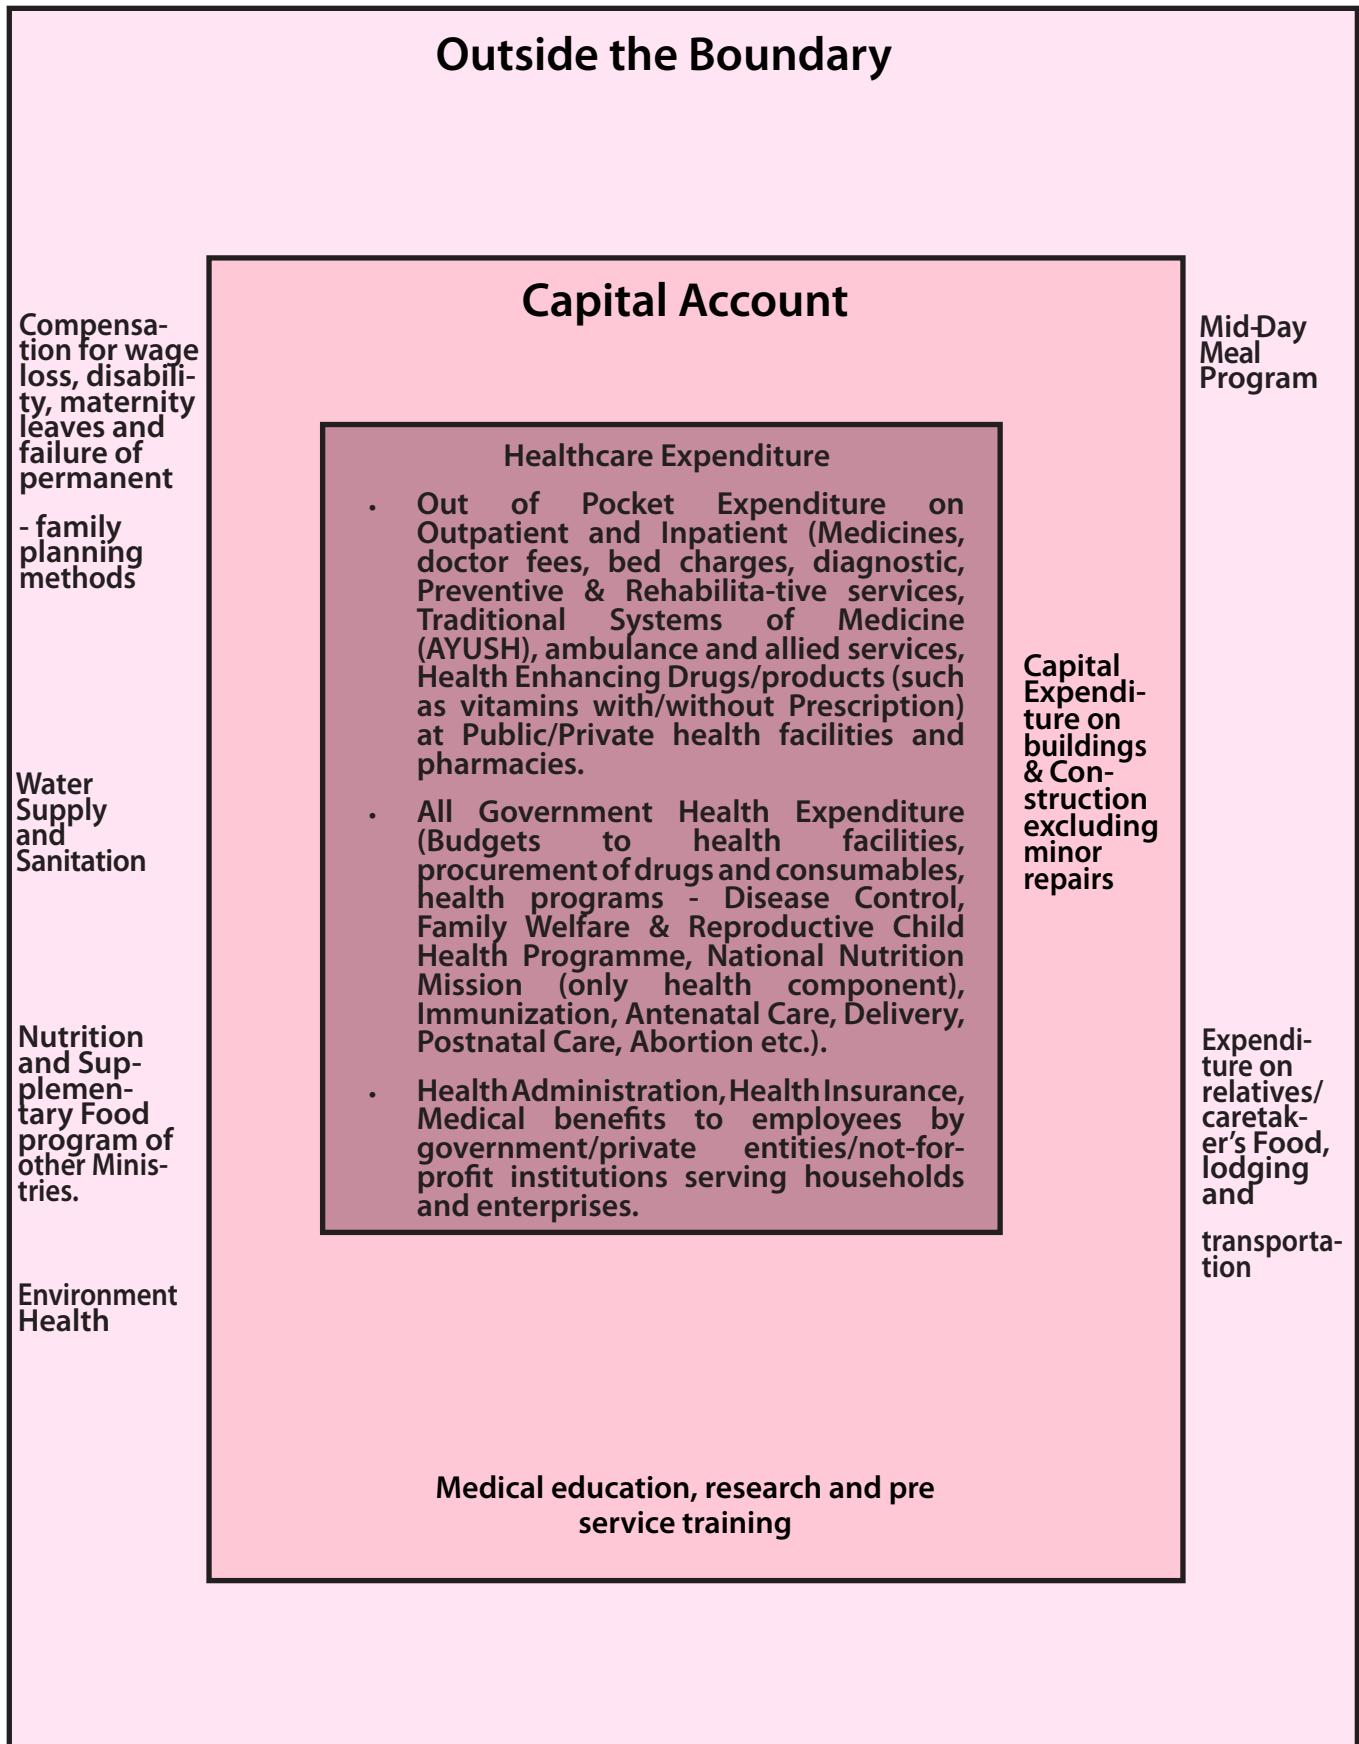 Outside the Boundary
Capital Account
Compensa-
tion for wage
loss, disabili-
ty, maternity
leaves and
failure of
permanent
- family
planning
methods
Water
Supply
and
Sanitation
Nutrition
and Sup-
plemen-
tary Food
program of
other Minis-
tries.
Environment
Health
Healthcare Expenditure
• Out of Pocket Expenditure on
Outpatient and Inpatient (Medicines,
doctor fees, bed charges, diagnostic,
Preventive & Rehabilita-tive services,
Traditional Systems of Medicine
(AYUSH), ambulance and allied services,
Health Enhancing Drugs/products (such
as vitamins with/without Prescription)
at Public/Private health facilities and
pharmacies.
• All Government Health Expenditure
(Budgets to health facilities,
procurement of drugs and consumables,
health programs - Disease Control,
Family Welfare & Reproductive Child
Health Programme, National Nutrition
Mission (only health component),
Immunization, Antenatal Care, Delivery,
Postnatal Care, Abortion etc.).
• Health Administration, Health Insurance,
Medical benefits to employees by
government/private entities/not-for-
profit institutions serving households
and enterprises.
Capital
Expendi-
ture on
buildings
& Con-
struction
excluding
minor
repairs
Medical education, research and pre
service training
Mid-Day
Meal
Program
Expendi-
ture on
relatives/
caretak-
er's Food,
lodging
and
transporta-
tion